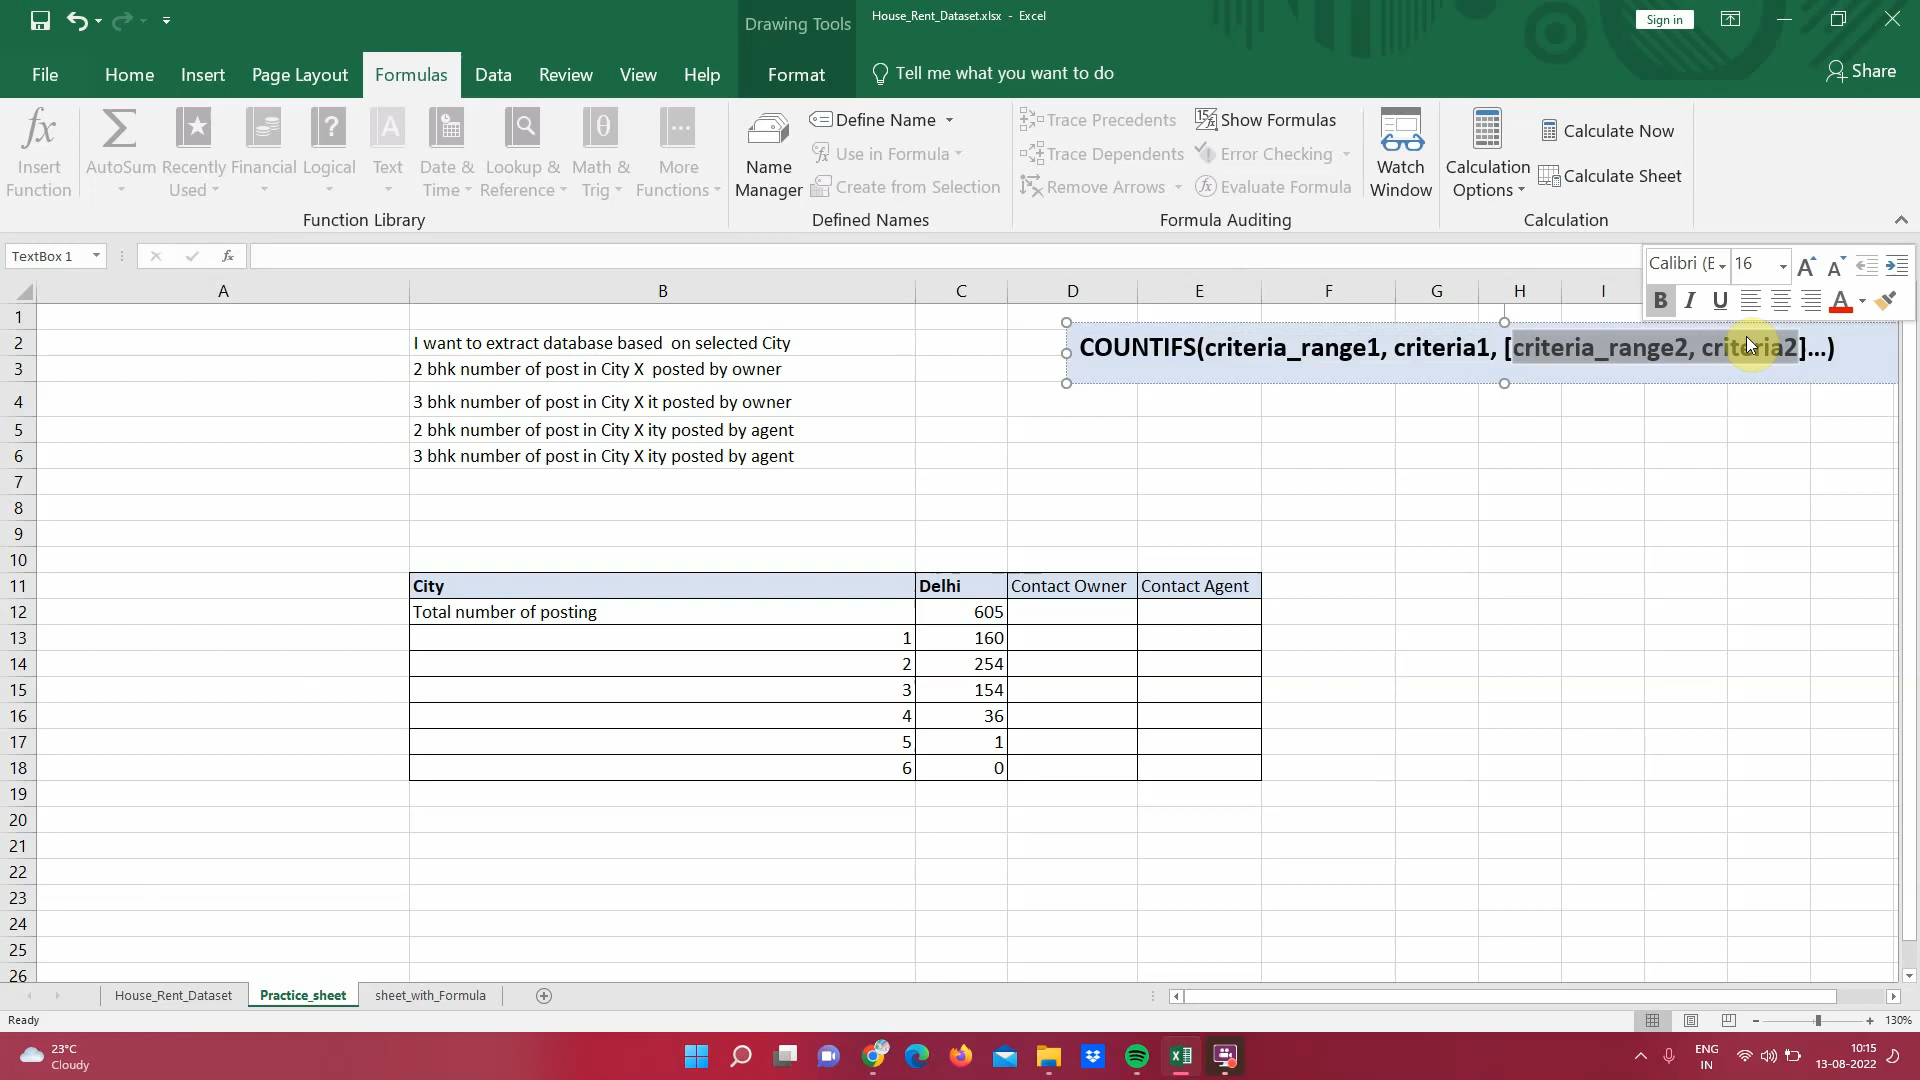 Drawing Tools
House_Rent_Dataset.xlsx - Excel
Sign in
File
Home
Insert
Page Layout
Formulas
Data
Review
View
Help
Format
Tell me what you want to do
Share
Insert Function
AutoSum
Recently Used
Financial
Logical
Text
Date & Time
Lookup & Reference
Math & Trig
More Functions
Function Library
Name Manager
Define Name
Use in Formula
Create from Selection
Defined Names
Trace Precedents
Trace Dependents
Remove Arrows
Show Formulas
Error Checking
Evaluate Formula
Formula Auditing
Watch Window
Calculation Options
Calculate Now
Calculate Sheet
Calculation
TextBox 1
fx
Calibri (E
16
A A
B I U A
A B C D E F G H I
1
2 I want to extract database based on selected City
COUNTIFS(criteria_range1, criteria1, [criteria_range2, criteria2]...)
3 2 bhk number of post in City X posted by owner
4 3 bhk number of post in City X it posted by owner
5 2 bhk number of post in City X ity posted by agent
6 3 bhk number of post in City X ity posted by agent
7
8
9
10
11 City Delhi Contact Owner Contact Agent
12 Total number of posting 605
13 1 160
14 2 254
15 3 154
16 4 36
17 5 1
18 6 0
19
20
21
22
23
24
25
26
House_Rent_Dataset
Practice_sheet
sheet_with_Formula
Ready
130%
23°C
Cloudy
ENG
IN
10:15
13-08-2022